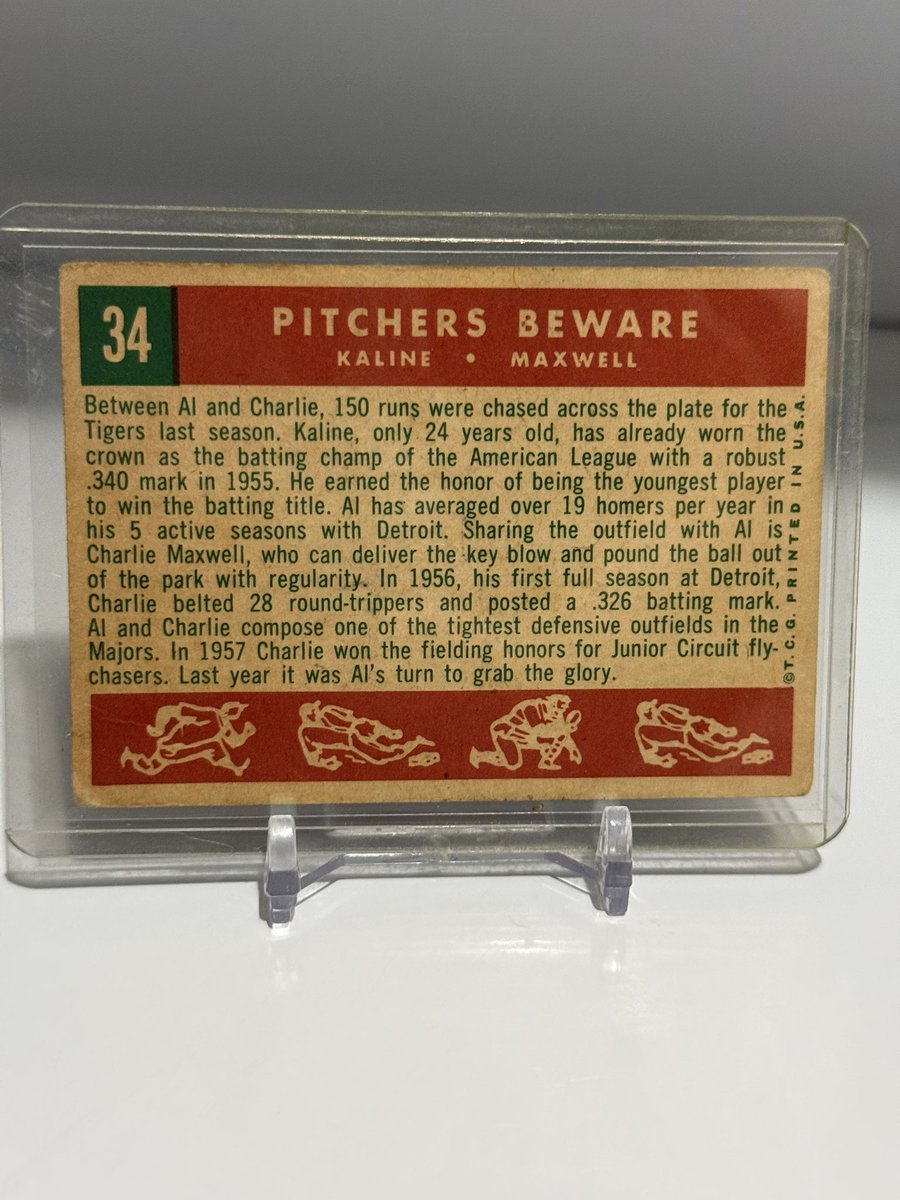 34
PITCHERS BEWARE
KALINE • MAXWELL
Between Al and Charlie, 150 runs were chased across the plate for the
Tigers last season. Kaline, only 24 years old, has already worn the
crown as the batting champ of the American League with a robust
.340 mark in 1955. He earned the honor of being the youngest player
to win the batting title. Al has averaged over 19 homers per year in
his 5 active seasons with Detroit. Sharing the outfield with Al is
Charlie Maxwell, who can deliver the key blow and pound the ball out
of the park with regularity. In 1956, his first full season at Detroit,
Charlie belted 28 round-trippers and posted a .326 batting mark.
Al and Charlie compose one of the tightest defensive outfields in the
Majors. In 1957 Charlie won the fielding honors for Junior Circuit fly-
chasers. Last year it was Al's turn to grab the glory.
©T. C. G. PRINTED IN U.S.A.